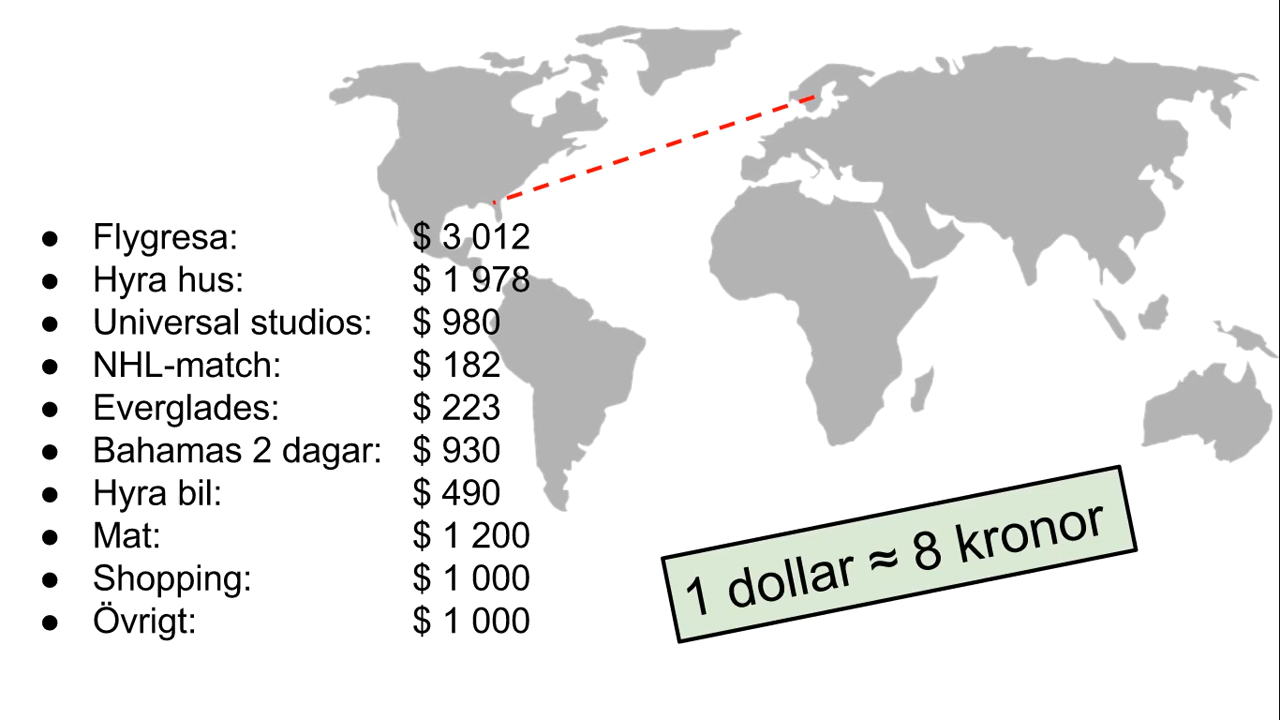 ● Flygresa: $ 3 012
● Hyra hus: $ 1 978
● Universal studios: $ 980
● NHL-match: $ 182
● Everglades: $ 223
● Bahamas 2 dagar: $ 930
● Hyra bil: $ 490
● Mat: $ 1 200
● Shopping: $ 1 000
● Övrigt: $ 1 000
1 dollar ≈ 8 kronor